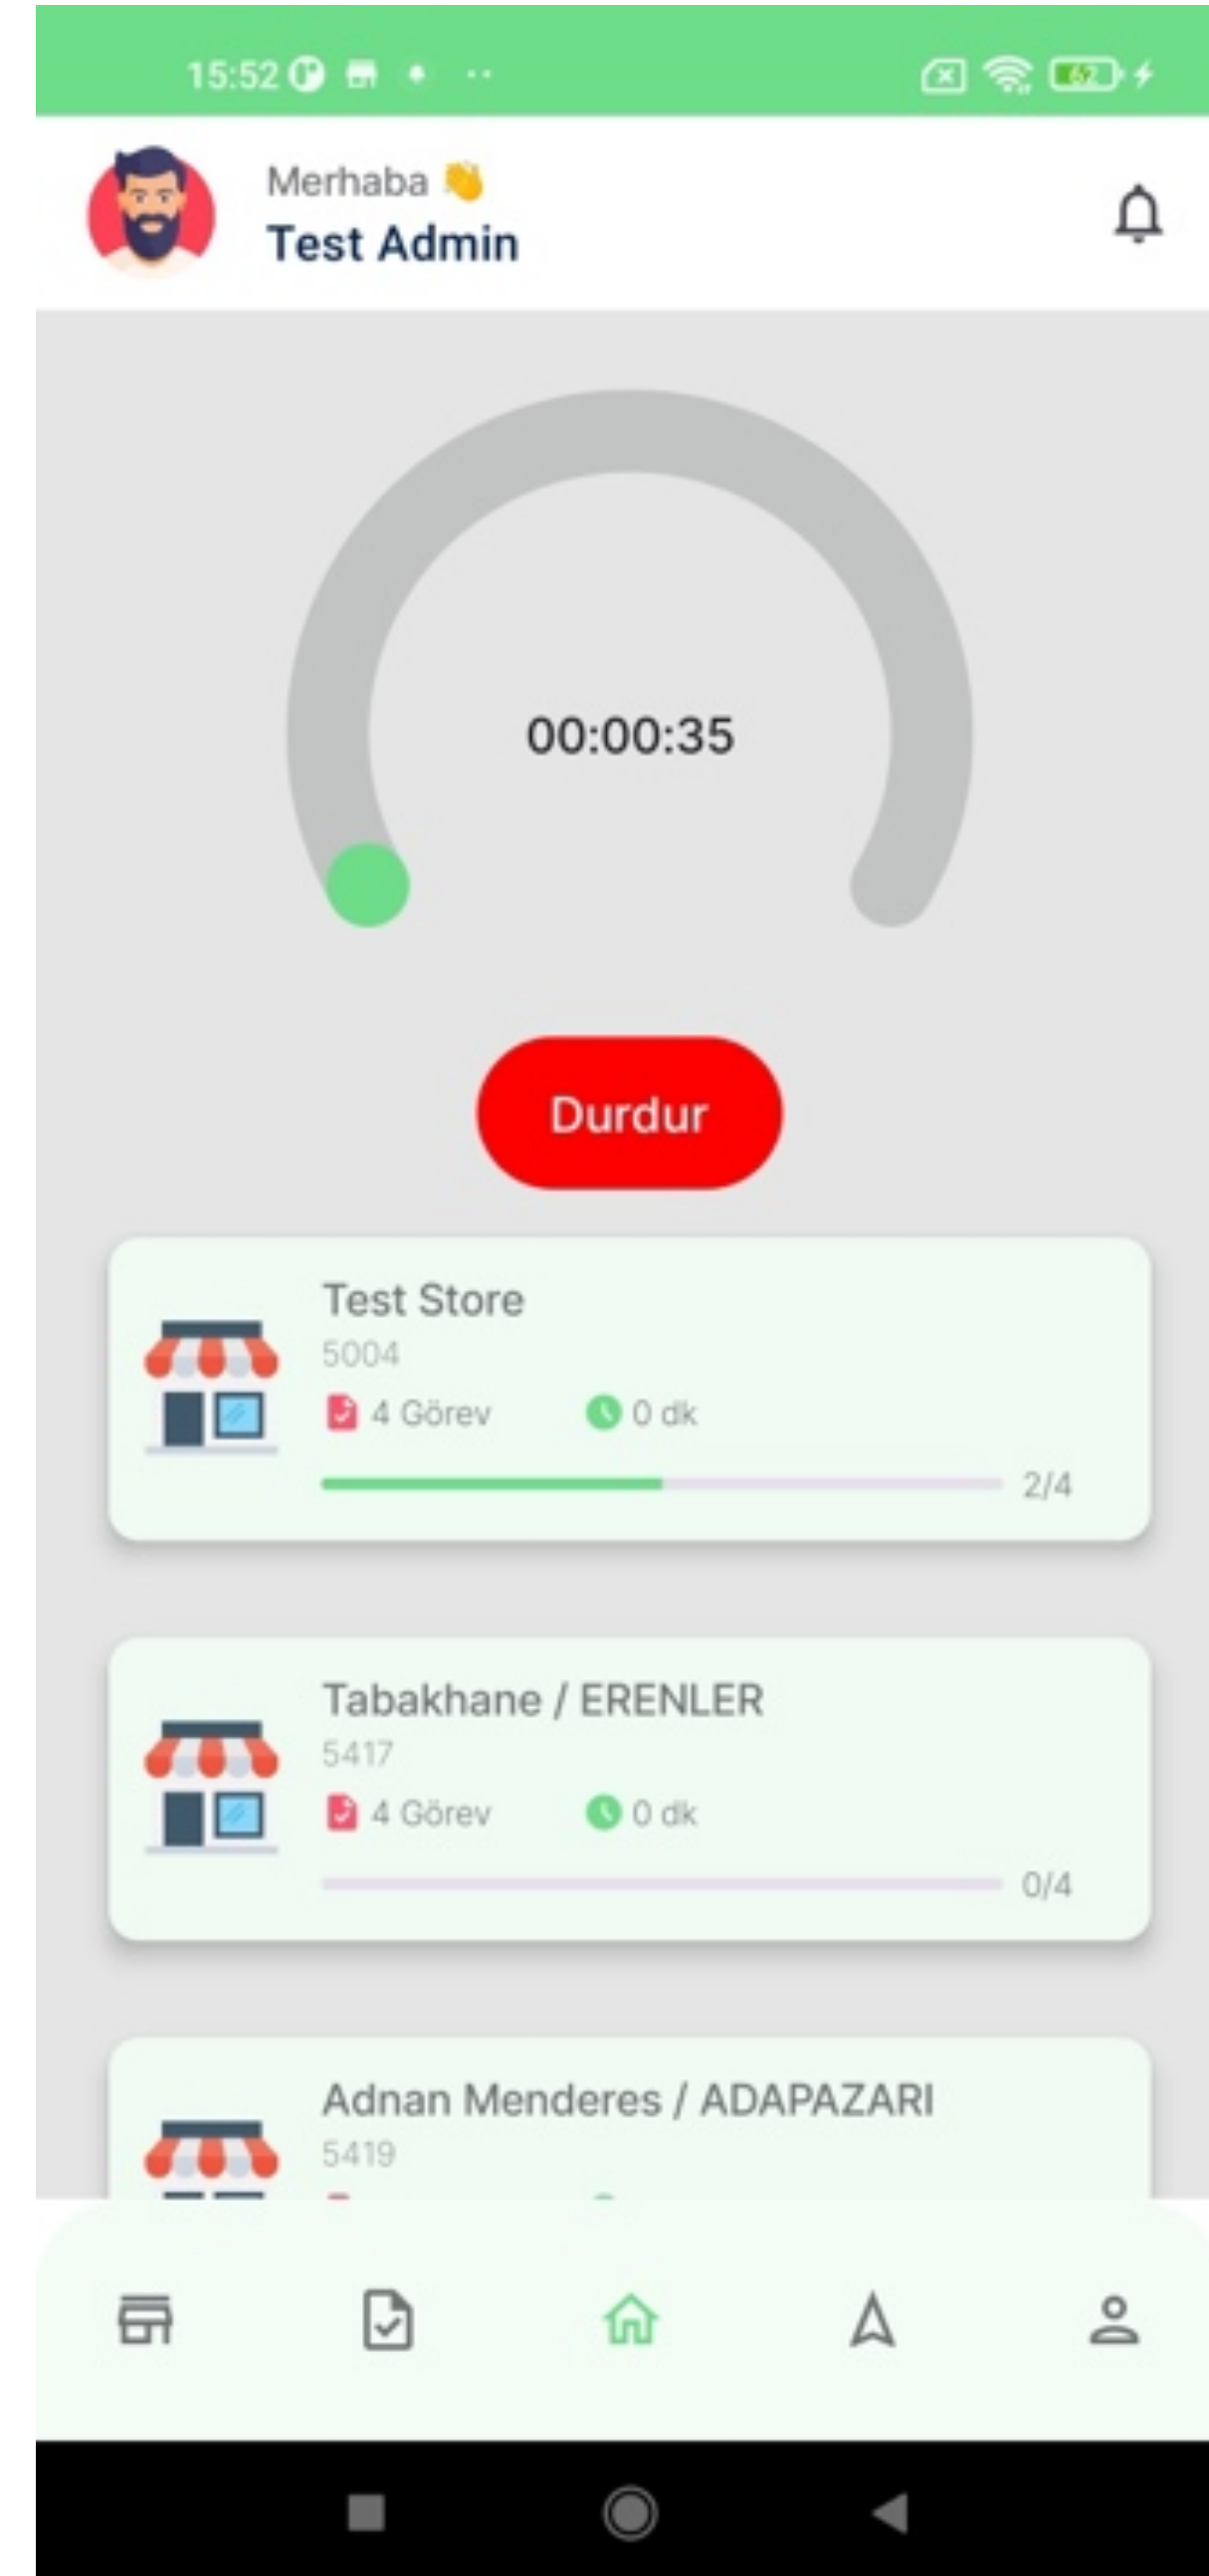 15:52
62
Merhaba 👋
Test Admin
00:00:35
Durdur
Test Store
5004
4 Görev 0 dk
2/4
Tabakhane / ERENLER
5417
4 Görev 0 dk
0/4
Adnan Menderes / ADAPAZARI
5419